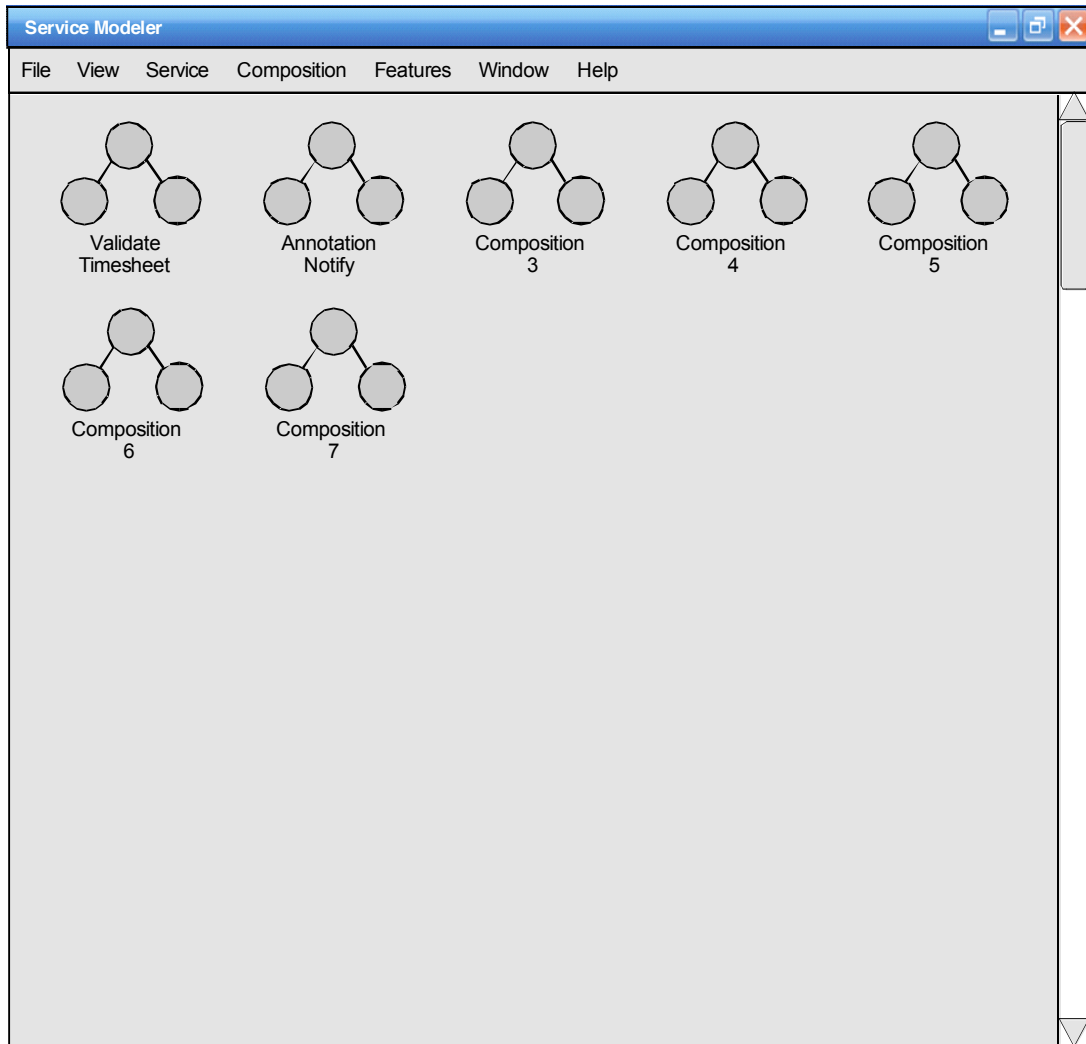 Service Modeler
File View Service Composition Features Window Help
Validate
Timesheet
Annotation
Notify
Composition
3
Composition
4
Composition
5
Composition
6
Composition
7